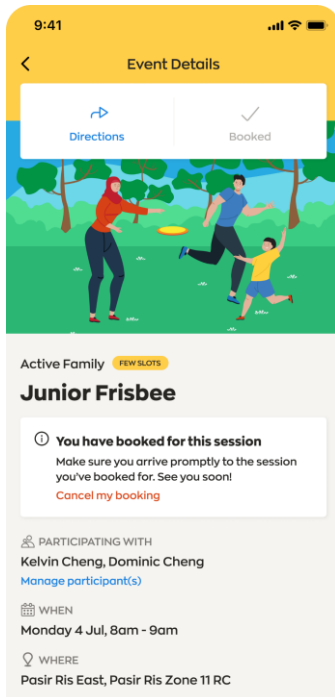 9:41
Event Details
Directions
Booked
Active Family FEW SLOTS
Junior Frisbee
You have booked for this session
Make sure you arrive promptly to the session
you've booked for. See you soon!
Cancel my booking
PARTICIPATING WITH
Kelvin Cheng, Dominic Cheng
Manage participant(s)
WHEN
Monday 4 Jul, 8am - 9am
WHERE
Pasir Ris East, Pasir Ris Zone 11 RC